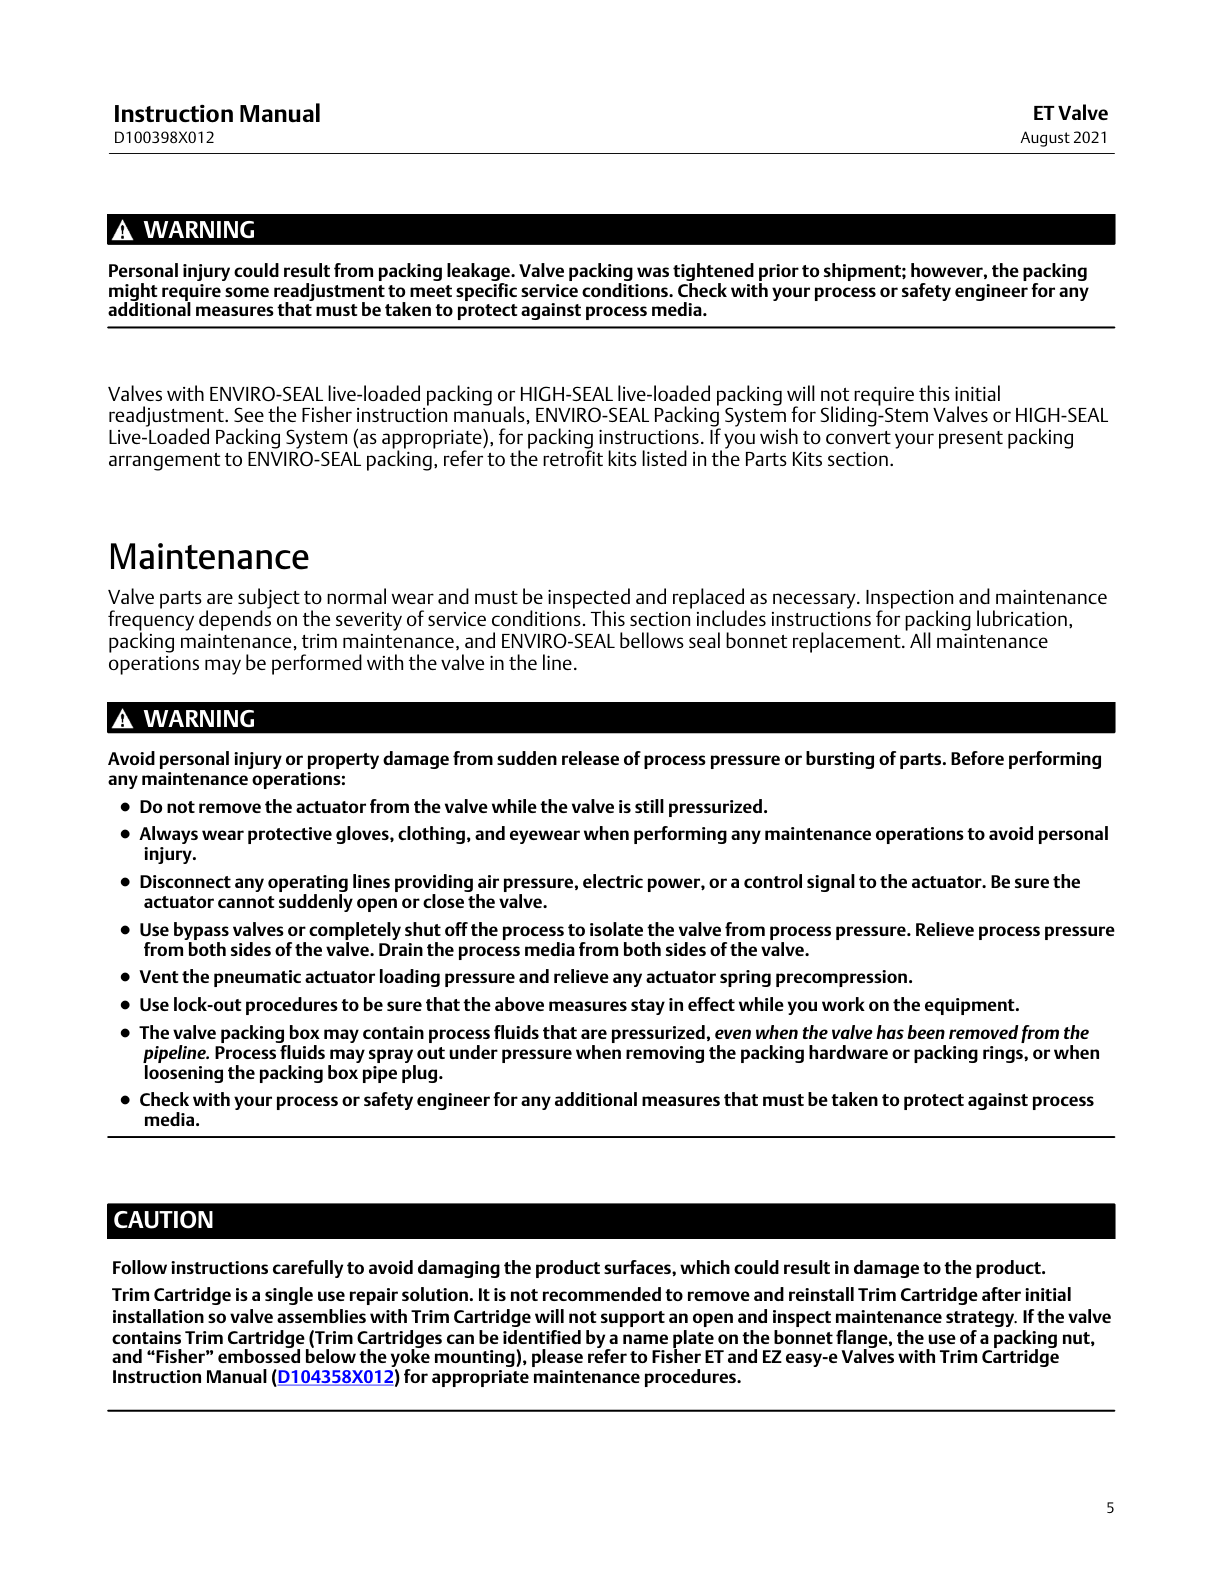 Instruction Manual
D100398X012
ET Valve
August 2021
WARNING
Personal injury could result from packing leakage. Valve packing was tightened prior to shipment; however, the packing
might require some readjustment to meet specific service conditions. Check with your process or safety engineer for any
additional measures that must be taken to protect against process media.
Valves with ENVIRO-SEAL live-loaded packing or HIGH-SEAL live-loaded packing will not require this initial
readjustment. See the Fisher instruction manuals, ENVIRO-SEAL Packing System for Sliding-Stem Valves or HIGH-SEAL
Live-Loaded Packing System (as appropriate), for packing instructions. If you wish to convert your present packing
arrangement to ENVIRO-SEAL packing, refer to the retrofit kits listed in the Parts Kits section.
Maintenance
Valve parts are subject to normal wear and must be inspected and replaced as necessary. Inspection and maintenance
frequency depends on the severity of service conditions. This section includes instructions for packing lubrication,
packing maintenance, trim maintenance, and ENVIRO-SEAL bellows seal bonnet replacement. All maintenance
operations may be performed with the valve in the line.
WARNING
Avoid personal injury or property damage from sudden release of process pressure or bursting of parts. Before performing
any maintenance operations:
● Do not remove the actuator from the valve while the valve is still pressurized.
● Always wear protective gloves, clothing, and eyewear when performing any maintenance operations to avoid personal
injury.
● Disconnect any operating lines providing air pressure, electric power, or a control signal to the actuator. Be sure the
actuator cannot suddenly open or close the valve.
● Use bypass valves or completely shut off the process to isolate the valve from process pressure. Relieve process pressure
from both sides of the valve. Drain the process media from both sides of the valve.
● Vent the pneumatic actuator loading pressure and relieve any actuator spring precompression.
● Use lock-out procedures to be sure that the above measures stay in effect while you work on the equipment.
● The valve packing box may contain process fluids that are pressurized, even when the valve has been removed from the
pipeline. Process fluids may spray out under pressure when removing the packing hardware or packing rings, or when
loosening the packing box pipe plug.
● Check with your process or safety engineer for any additional measures that must be taken to protect against process
media.
CAUTION
Follow instructions carefully to avoid damaging the product surfaces, which could result in damage to the product.
Trim Cartridge is a single use repair solution. It is not recommended to remove and reinstall Trim Cartridge after initial
installation so valve assemblies with Trim Cartridge will not support an open and inspect maintenance strategy. If the valve
contains Trim Cartridge (Trim Cartridges can be identified by a name plate on the bonnet flange, the use of a packing nut,
and “Fisher” embossed below the yoke mounting), please refer to Fisher ET and EZ easy-e Valves with Trim Cartridge
Instruction Manual (D104358X012) for appropriate maintenance procedures.
5